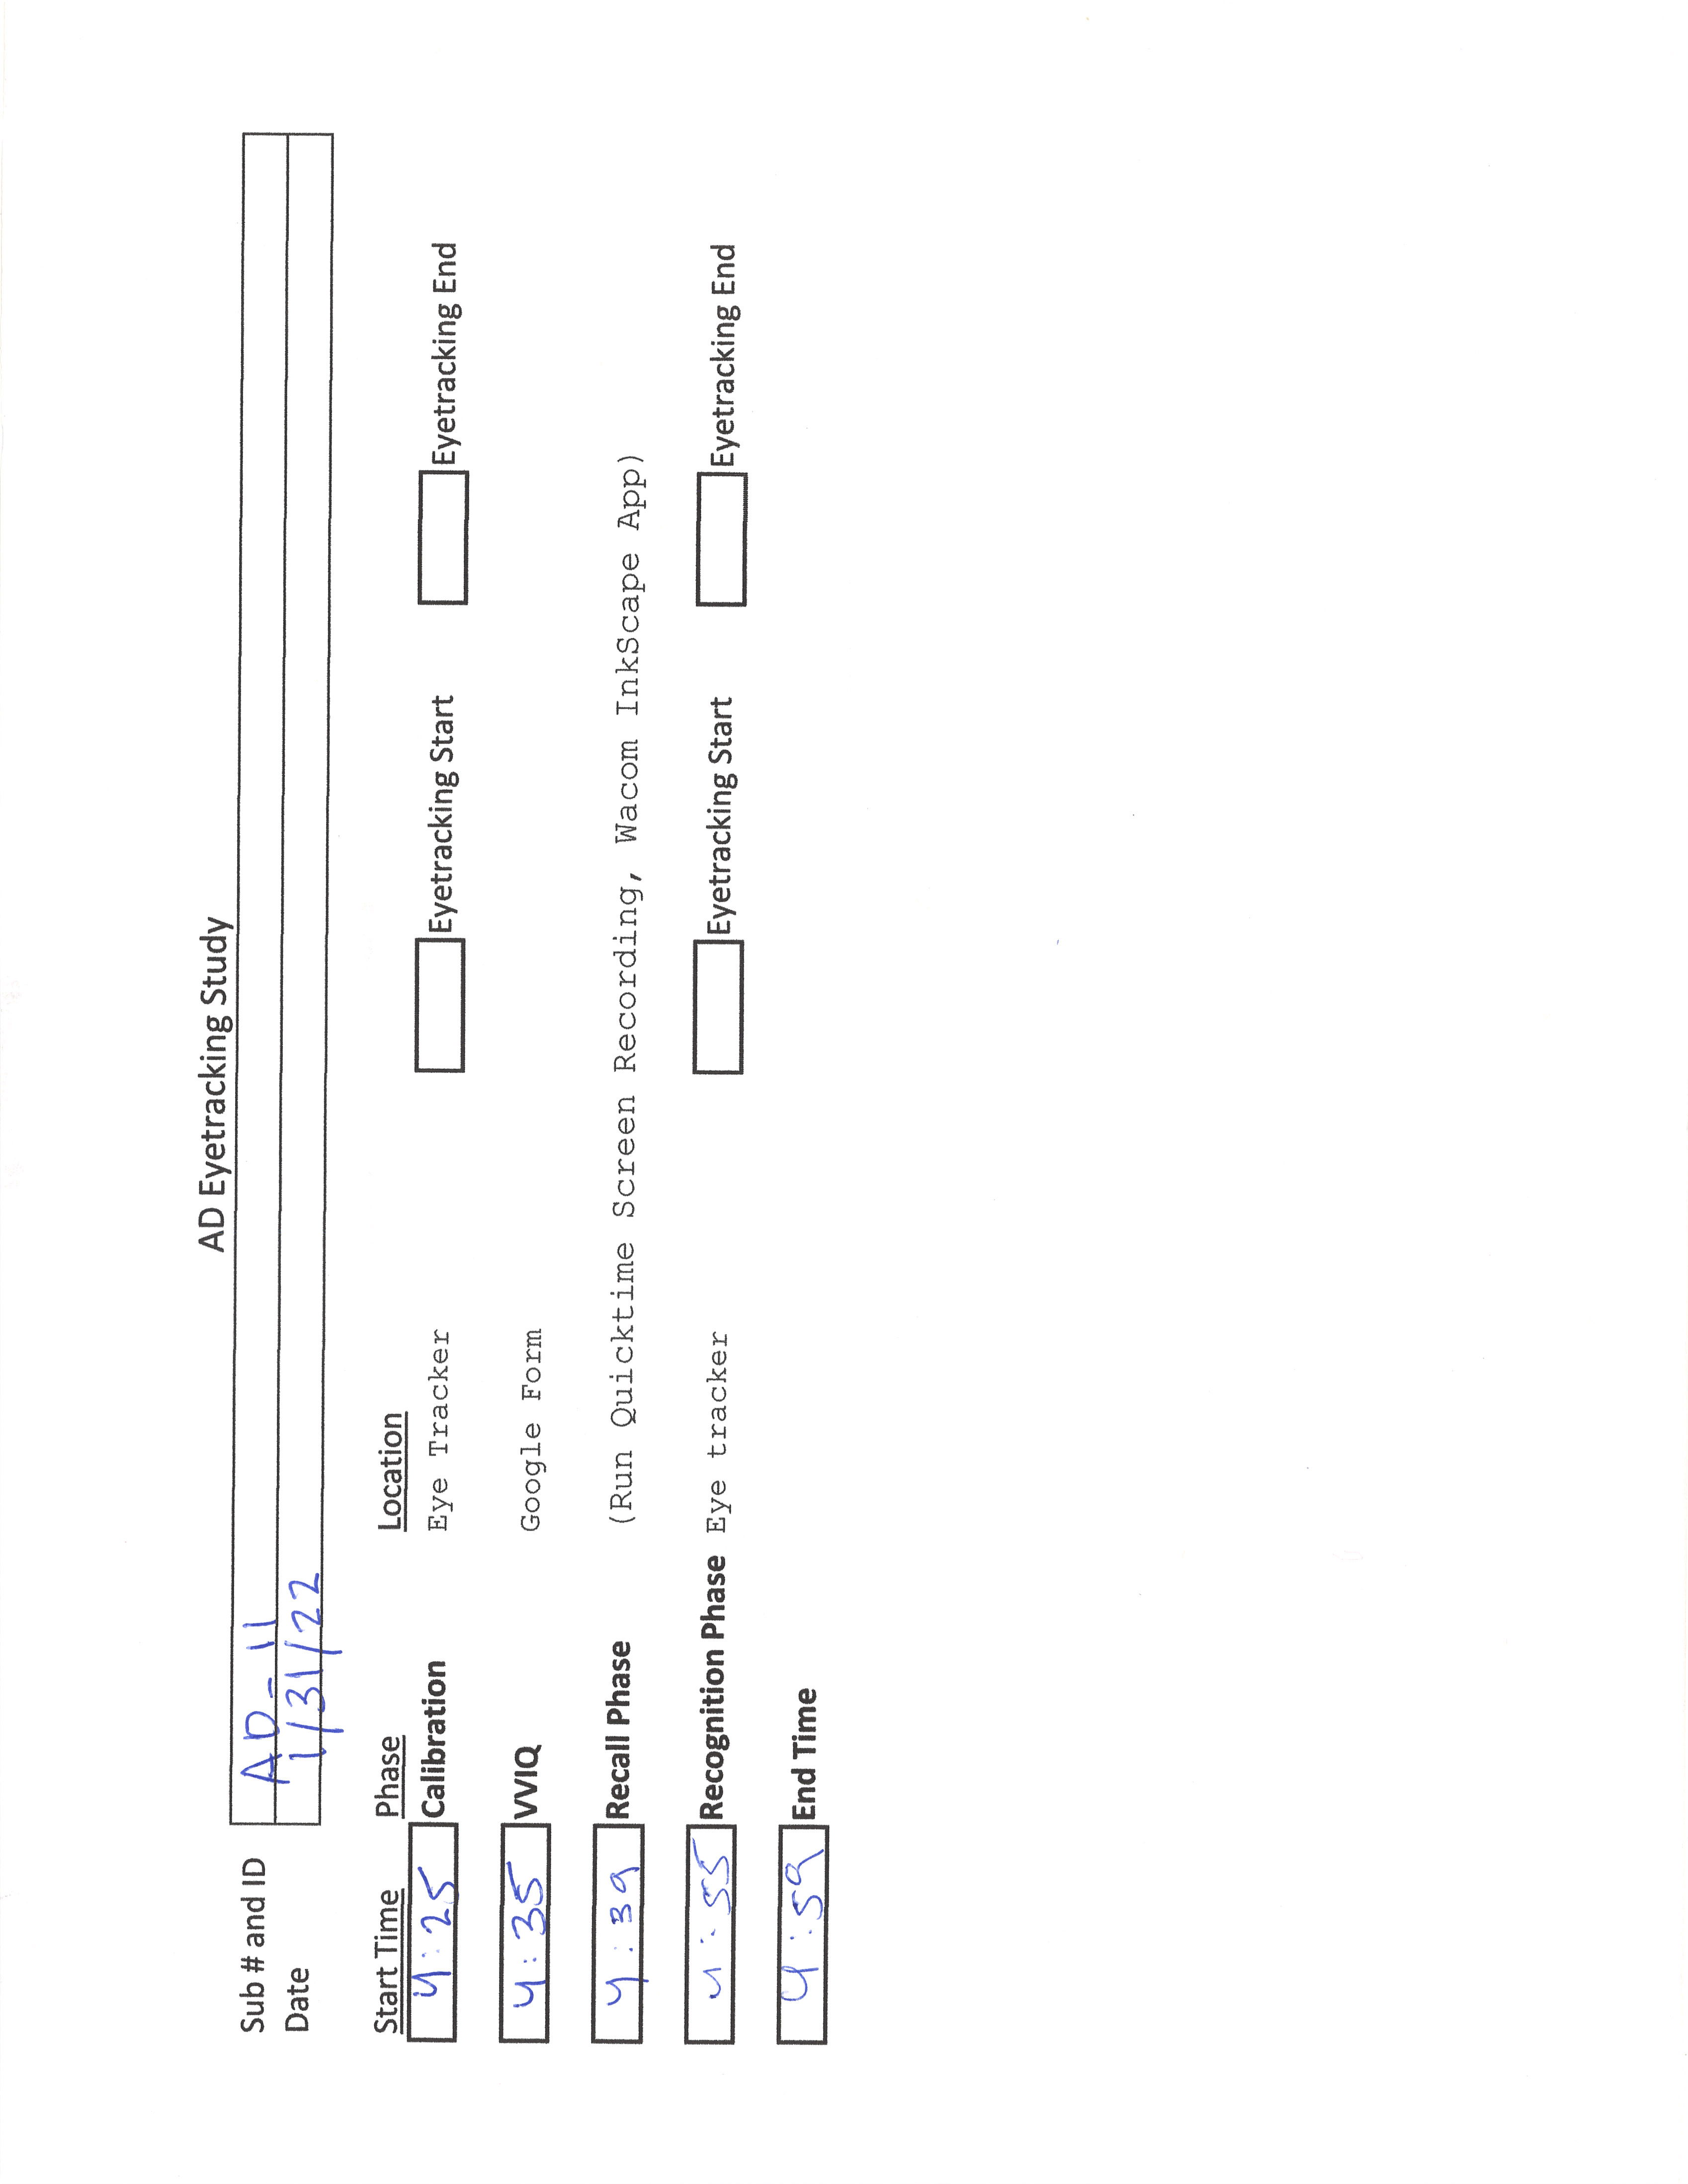 AD Eyetracking Study
Sub # and ID AD-11
Date 1/31/22
Start Time Phase Location
4:25 Calibration Eye Tracker Eyetracking Start Eyetracking End
4:35 VVIQ Google Form
4:39 Recall Phase (Run Quicktime Screen Recording, Wacom InkScape App)
4:55 Recognition Phase Eye tracker Eyetracking Start Eyetracking End
4:59 End Time